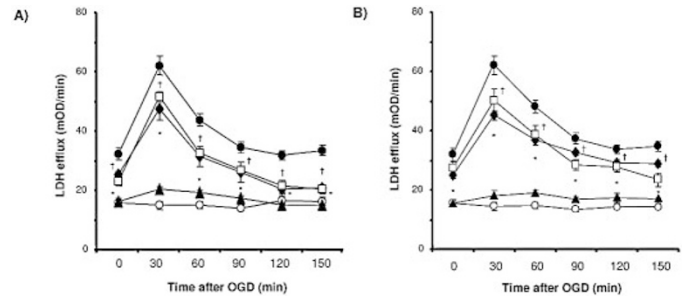 A)
80
60
40
20
0
LDH efflux (mOD/min)
† † † † † †
* * * * * *
0 30 60 90 120 150
Time after OGD (min)
B)
80
60
40
20
0
LDH efflux (mOD/min)
† † † † †
* * * * * *
0 30 60 90 120 150
Time after OGD (min)